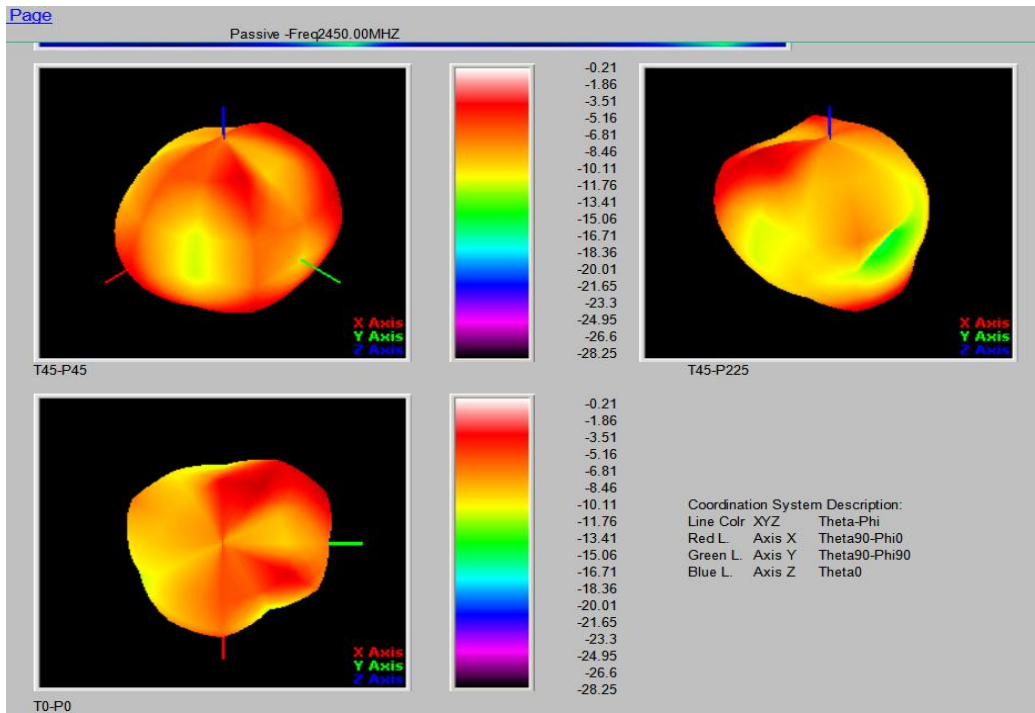 Page
Passive -Freq2450.00MHZ
X Axis
Y Axis
Z Axis
T45-P45
-0.21
-1.86
-3.51
-5.16
-6.81
-8.46
-10.11
-11.76
-13.41
-15.06
-16.71
-18.36
-20.01
-21.65
-23.3
-24.95
-26.6
-28.25
X Axis
Y Axis
Z Axis
T45-P225
X Axis
Y Axis
Z Axis
T0-P0
-0.21
-1.86
-3.51
-5.16
-6.81
-8.46
-10.11
-11.76
-13.41
-15.06
-16.71
-18.36
-20.01
-21.65
-23.3
-24.95
-26.6
-28.25
Coordination System Description:
Line Colr XYZ Theta-Phi
Red L. Axis X Theta90-Phi0
Green L. Axis Y Theta90-Phi90
Blue L. Axis Z Theta0